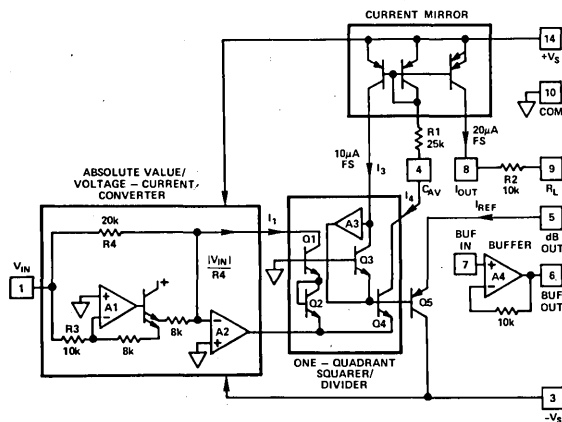 CURRENT MIRROR
14
+VS
10
COM
R1
25k
10µA
FS
I3
20µA
FS
4
CAV
8
IOUT
R2
10k
9
RL
ABSOLUTE VALUE/
VOLTAGE – CURRENT
CONVERTER
I4
IREF
5
dB
OUT
20k
R4
I1
|VIN|
R4
A3
Q1
Q3
Q2
Q4
Q5
BUF
IN
BUFFER
7
+
A4
–
10k
6
BUF
OUT
VIN
1
+
+
A1
–
8k
R3
10k
8k
–
A2
+
ONE – QUADRANT
SQUARER/
DIVIDER
3
–VS